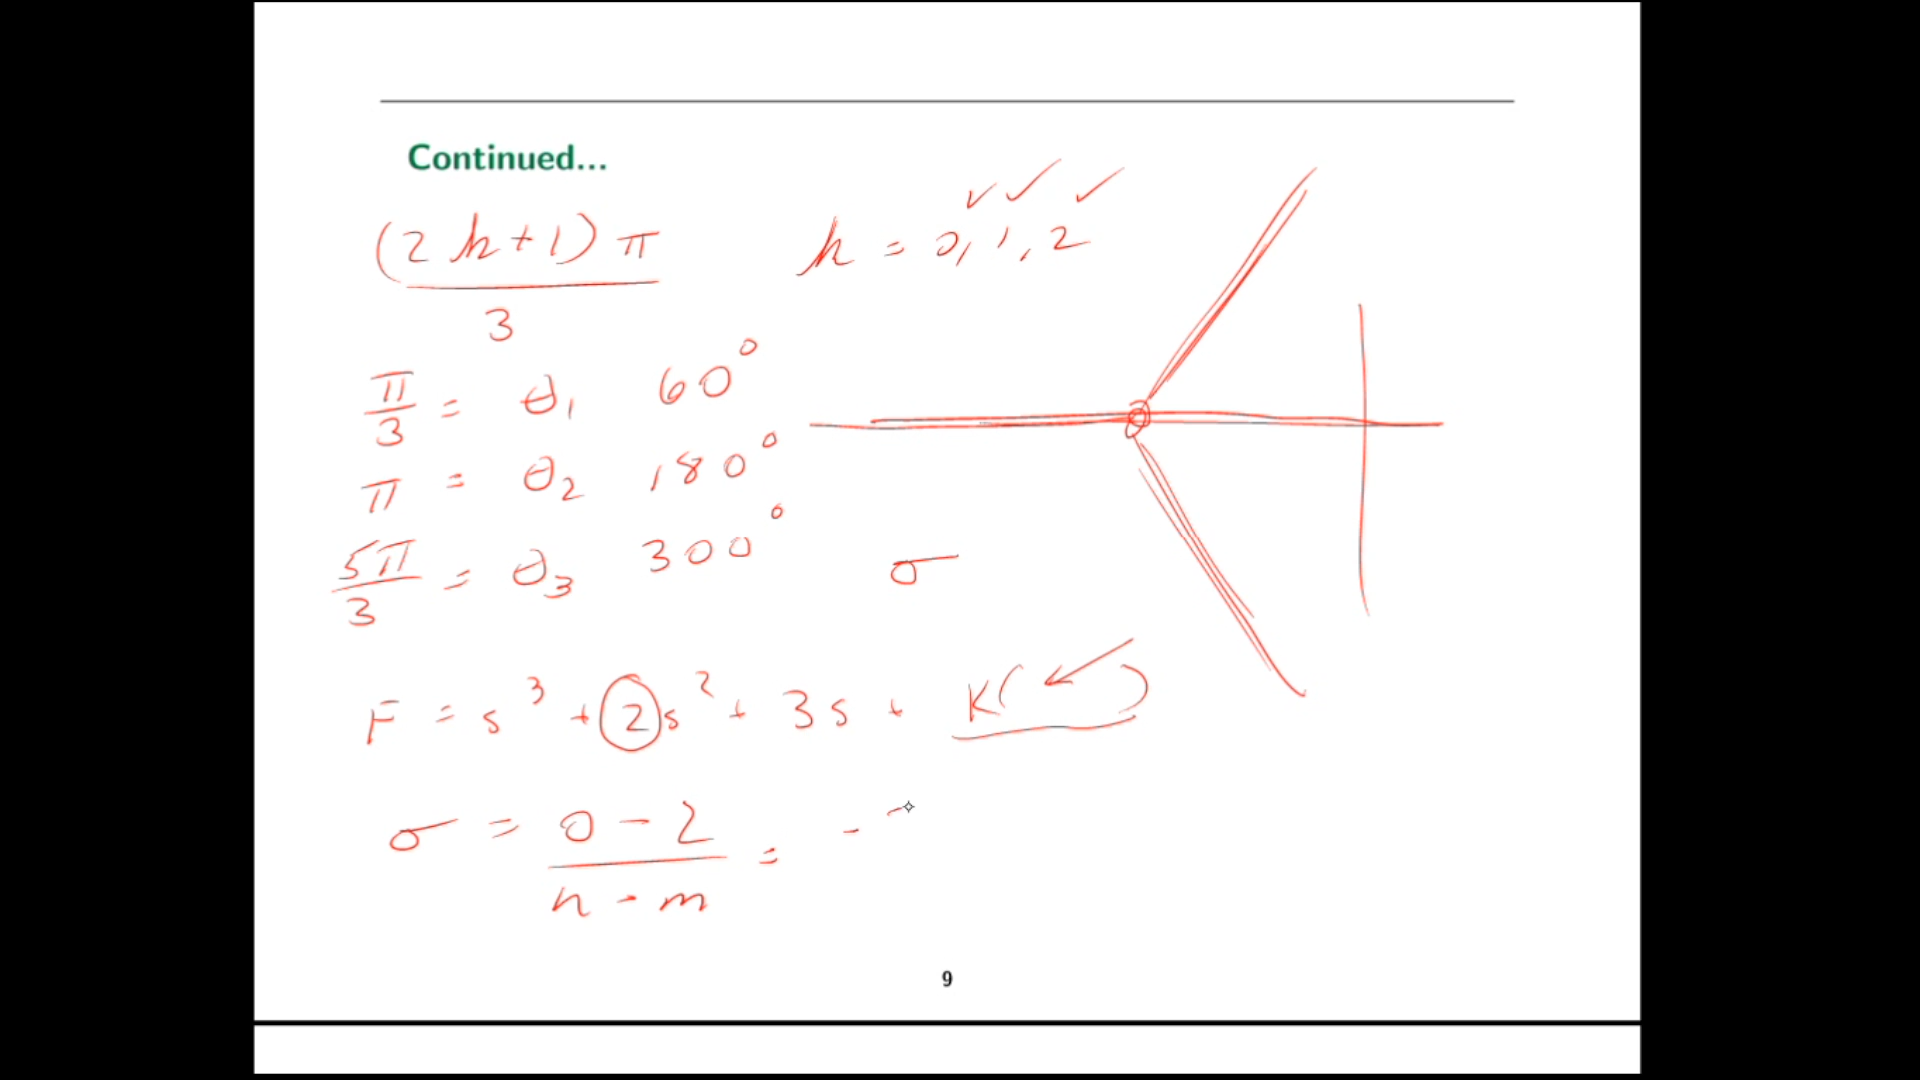 Continued...
(2k+1)π / 3 k = 0, 1, 2
π/3 = θ₁ 60°
π = θ₂ 180°
5π/3 = θ₃ 300°
σ
F = s³ + 2s² + 3s + K( )
σ = (0 - 2) / (n - m) = -
9